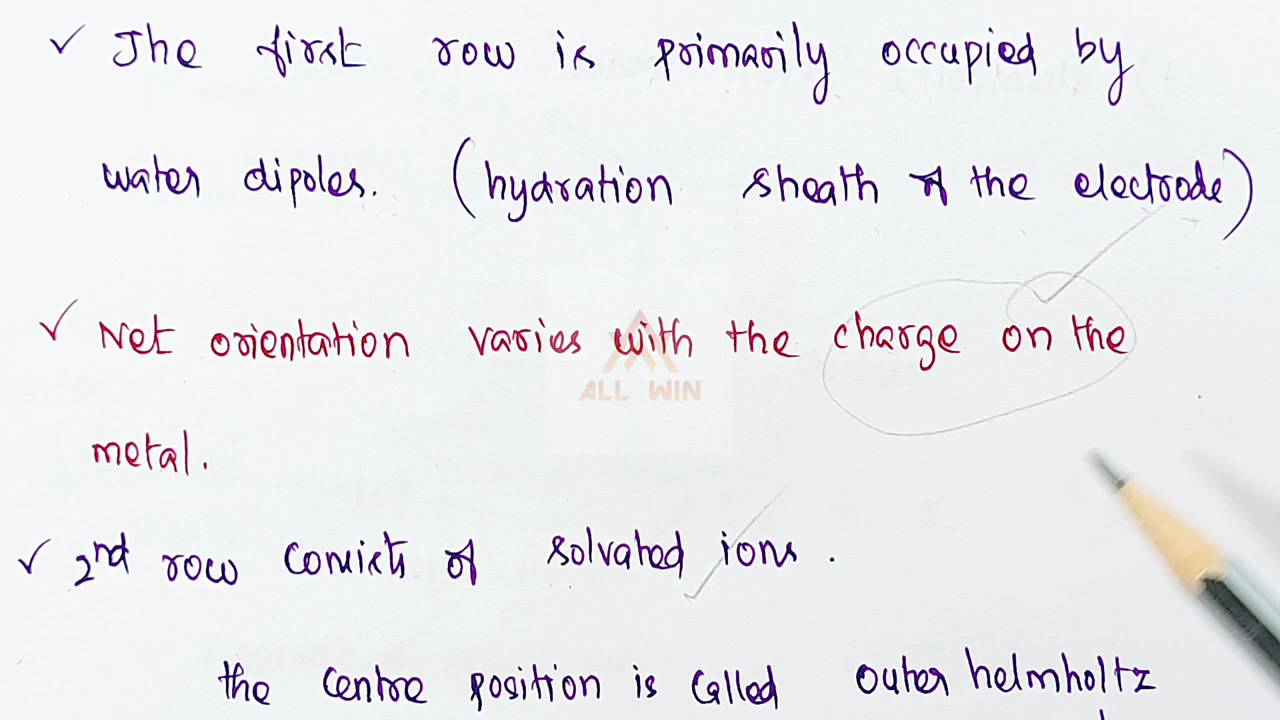 ✓ The first row is primarily occupied by
water dipoles. (hydration sheath of the electrode)
✓ Net orientation varies with the charge on the
metal.
ALL WIN
✓ 2nd row consists of solvated ions.
the centre position is called outer helmholtz